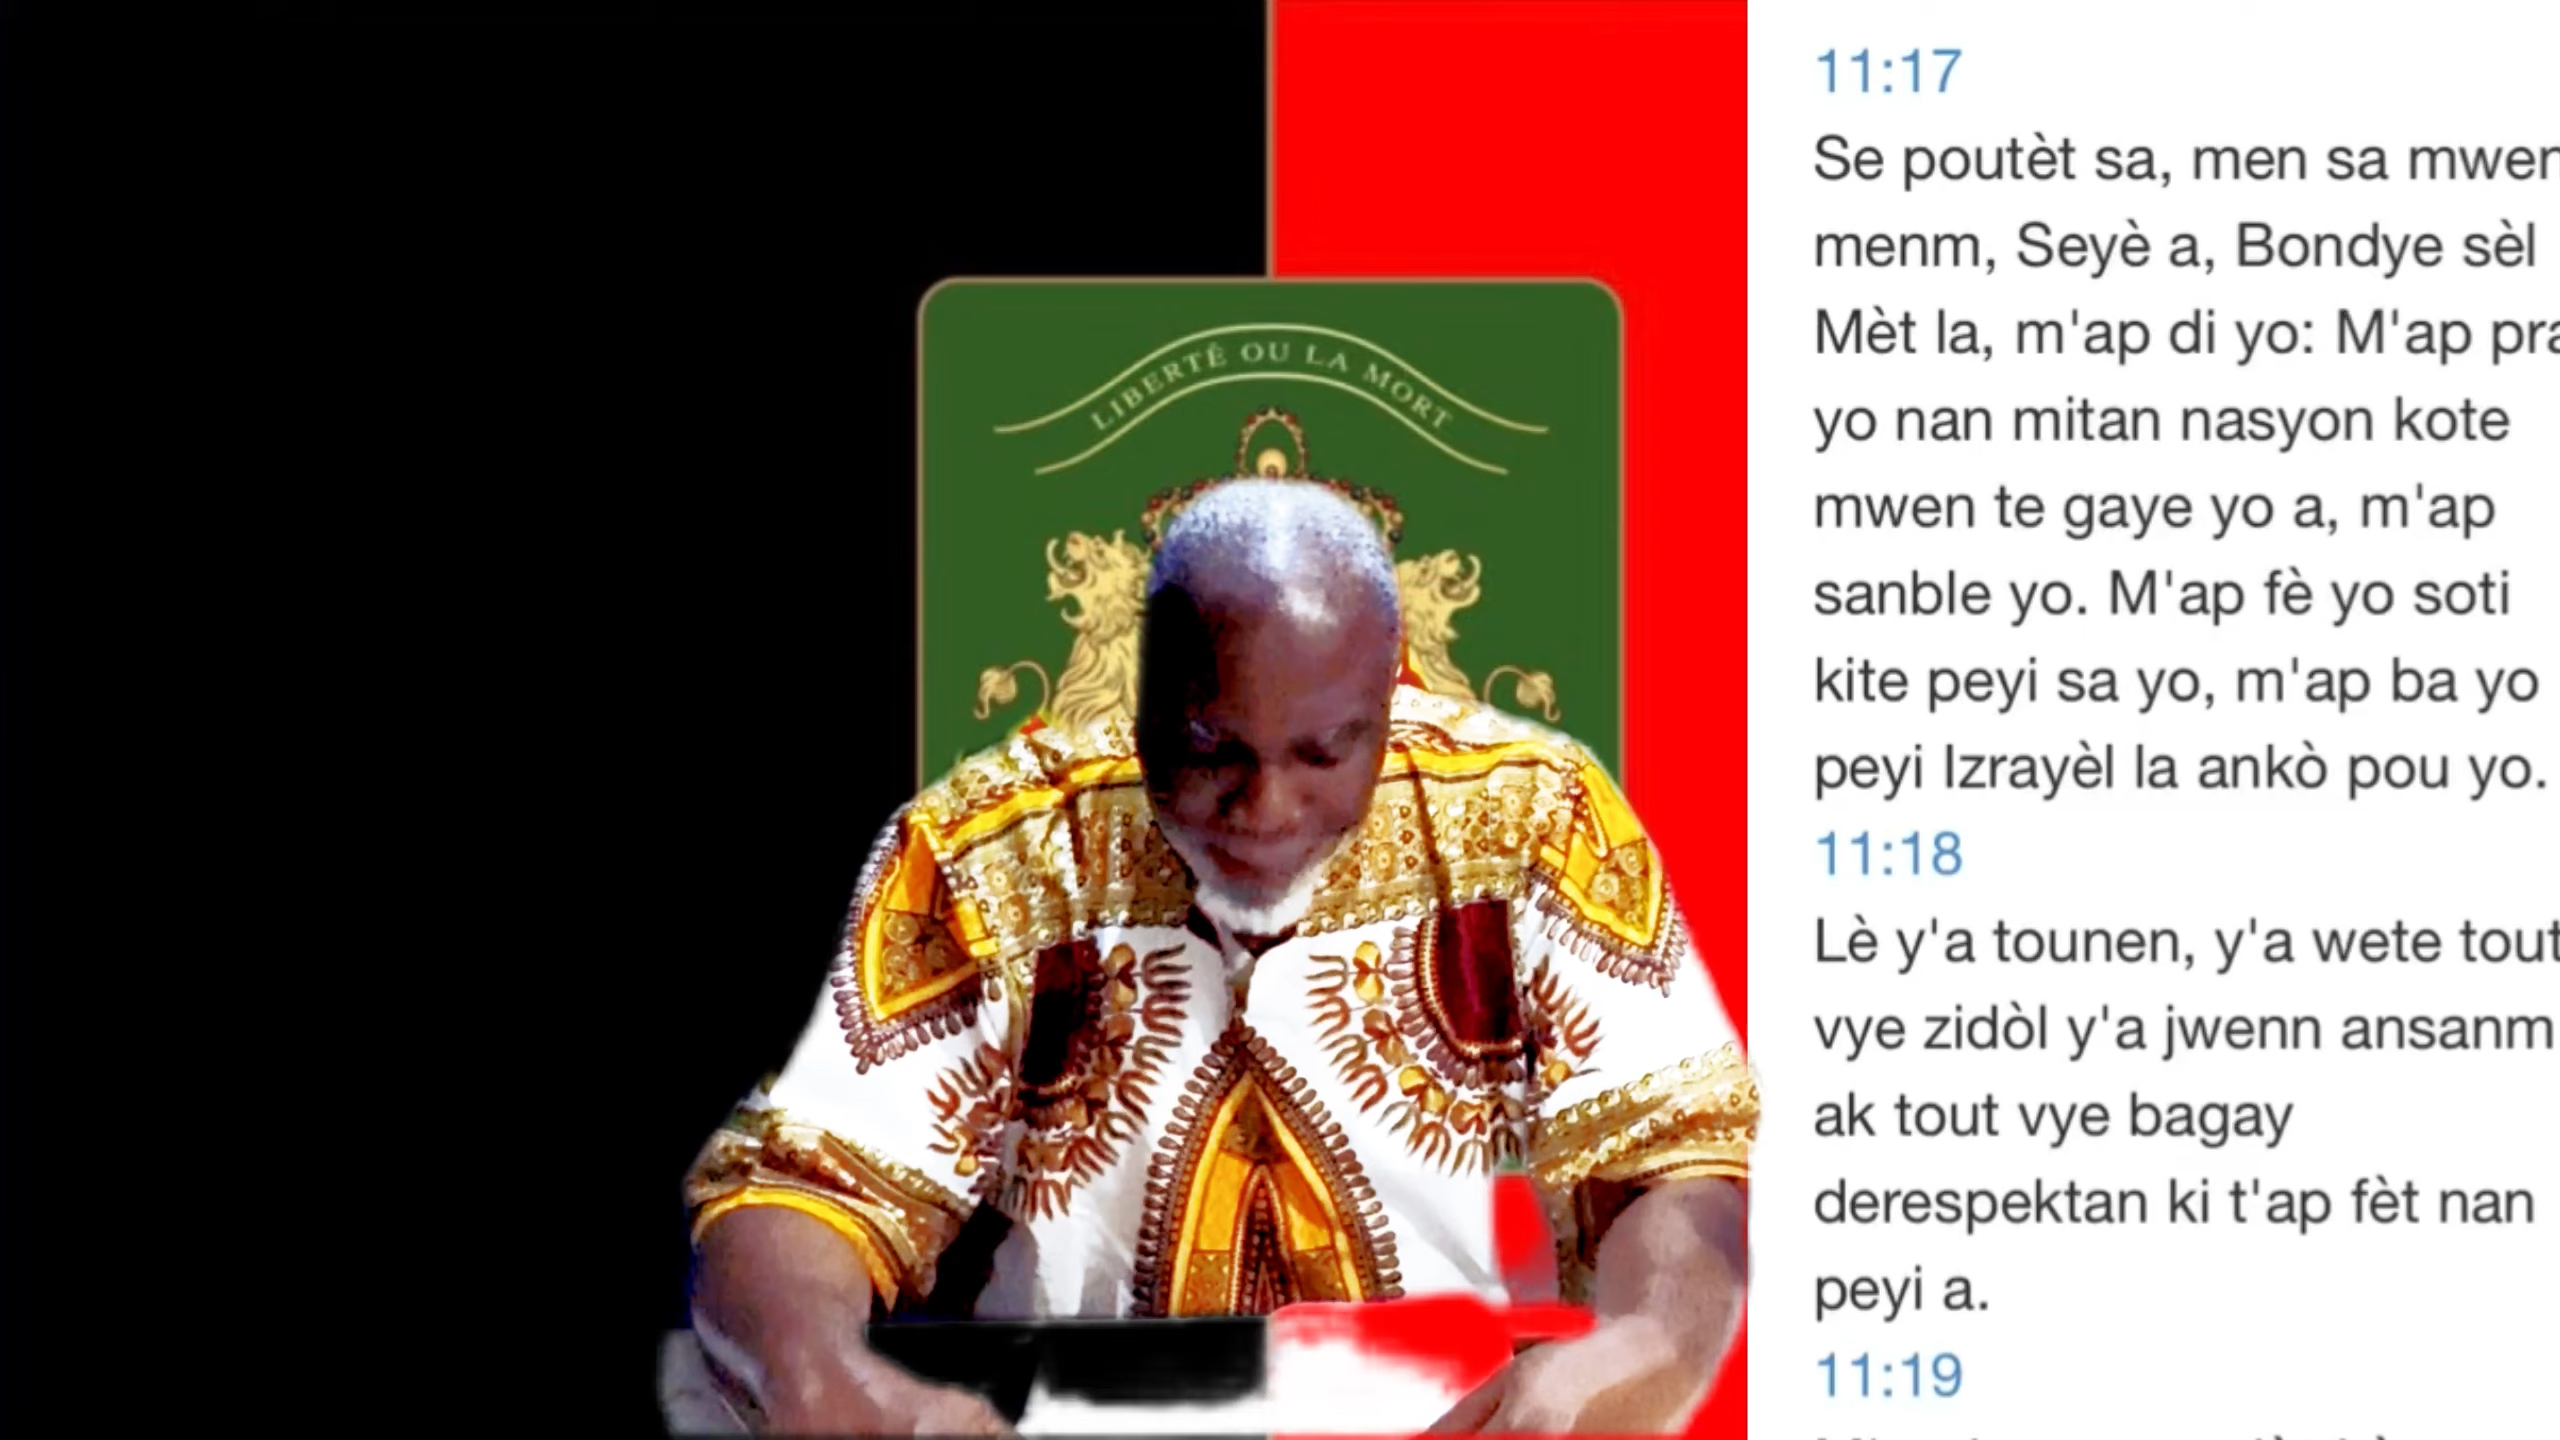 LIBERTÉ OU LA MORT
11:17
Se poutèt sa, men sa mwen
menm, Seyè a, Bondye sèl
Mèt la, m'ap di yo: M'ap
yo nan mitan nasyon kote
mwen te gaye yo a, m'ap
sanble yo. M'ap fè yo soti
kite peyi sa yo, m'ap ba yo
peyi Izrayèl la ankò pou yo.
11:18
Lè y'a tounen, y'a wete tout
vye zidòl y'a jwenn ansanm
ak tout vye bagay
derespektan ki t'ap fèt nan
peyi a.
11:19